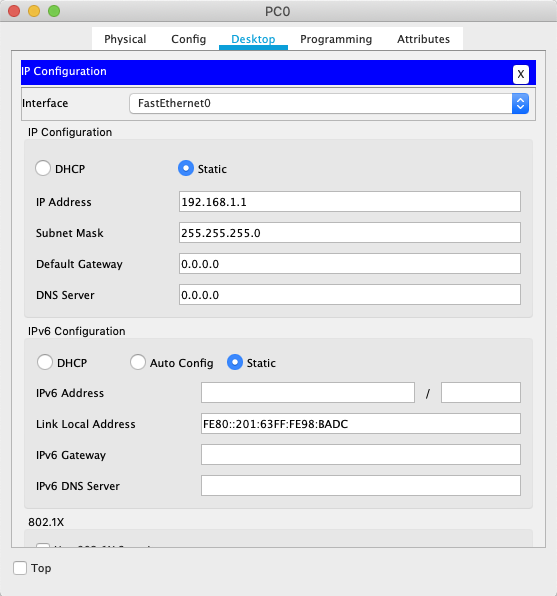 PC0
Physical Config Desktop Programming Attributes
IP Configuration X
Interface FastEthernet0
IP Configuration
DHCP Static
IP Address 192.168.1.1
Subnet Mask 255.255.255.0
Default Gateway 0.0.0.0
DNS Server 0.0.0.0
IPv6 Configuration
DHCP Auto Config Static
IPv6 Address /
Link Local Address FE80::201:63FF:FE98:BADC
IPv6 Gateway
IPv6 DNS Server
802.1X
Top